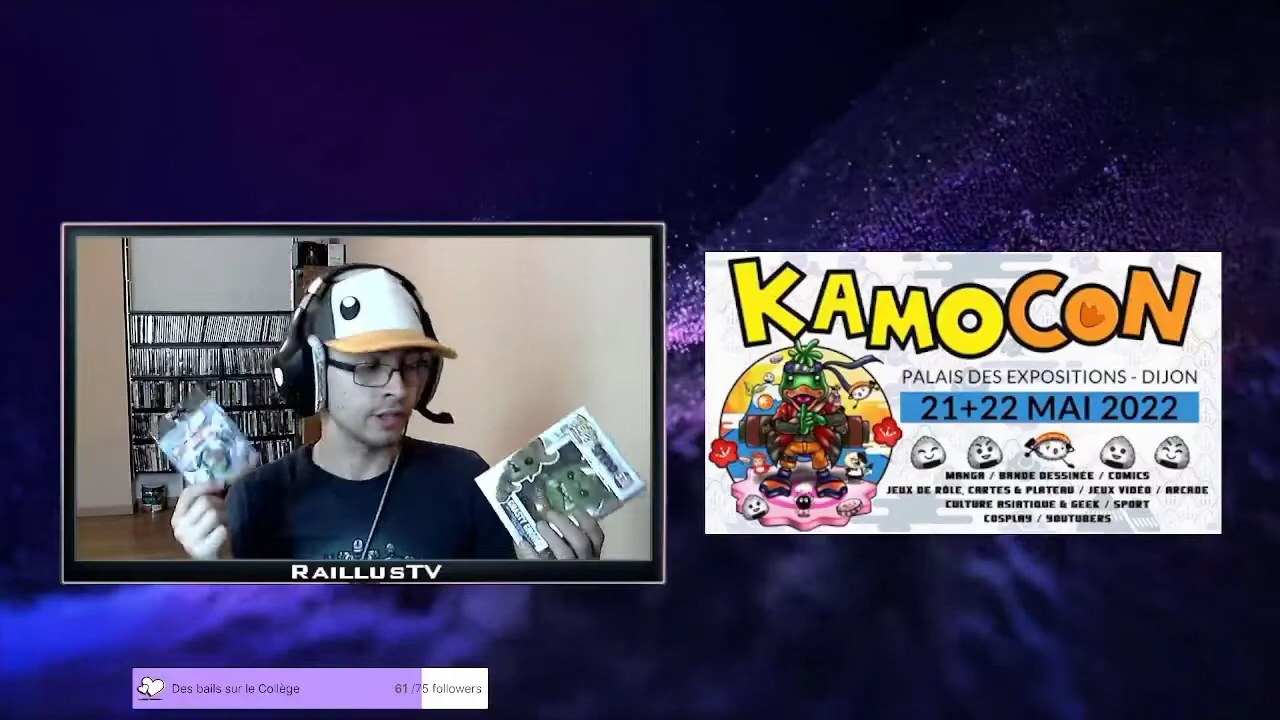 RAILLUSTV
Des bails sur le Collège
61 /75 followers
KAMOCON
PALAIS DES EXPOSITIONS - DIJON
21+22 MAI 2022
MANGA / BANDE DESSINÉE / COMICS
JEUX DE RÔLE, CARTES & PLATEAU / JEUX VIDÉO / ARCADE
CULTURE ASIATIQUE & GEEK / SPORT
COSPLAY / YOUTUBERS